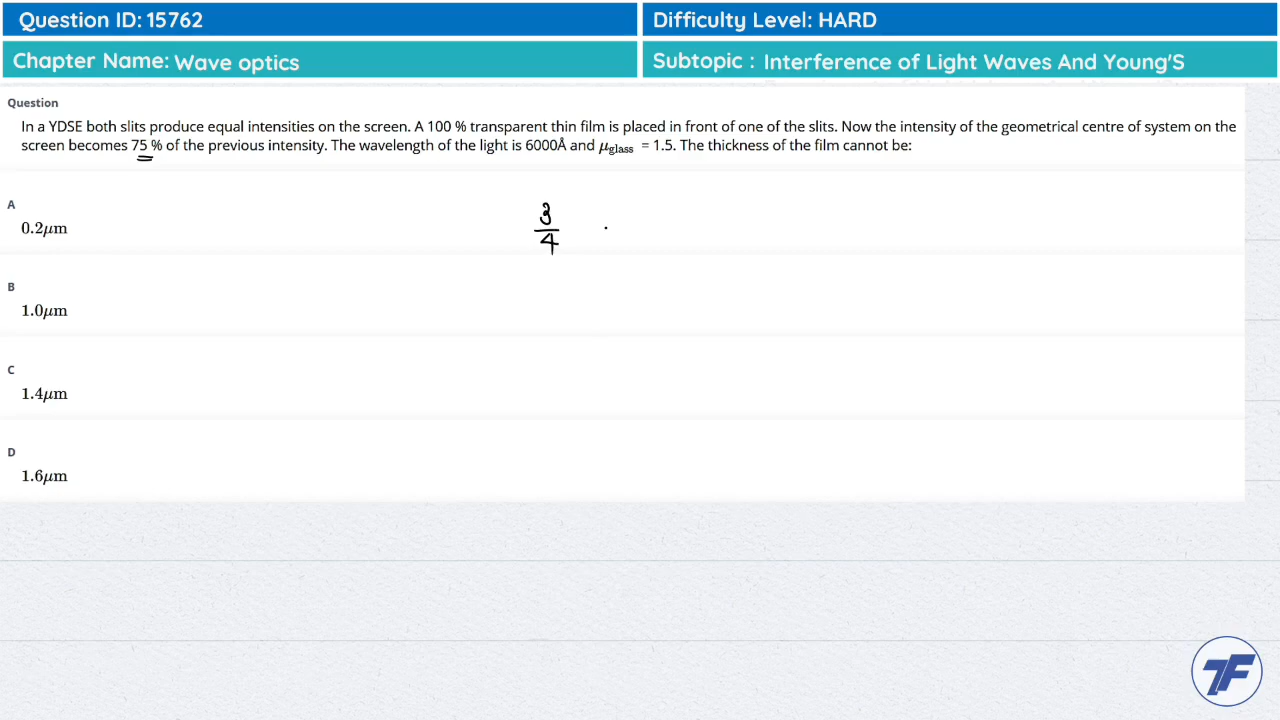 Question ID: 15762
Difficulty Level: HARD
Chapter Name: Wave optics
Subtopic : Interference of Light Waves And Young'S
Question
In a YDSE both slits produce equal intensities on the screen. A 100 % transparent thin film is placed in front of one of the slits. Now the intensity of the geometrical centre of system on the
screen becomes 75 % of the previous intensity. The wavelength of the light is 6000Å and μglass = 1.5. The thickness of the film cannot be:
A
0.2μm
3
4
B
1.0μm
C
1.4μm
D
1.6μm
TF